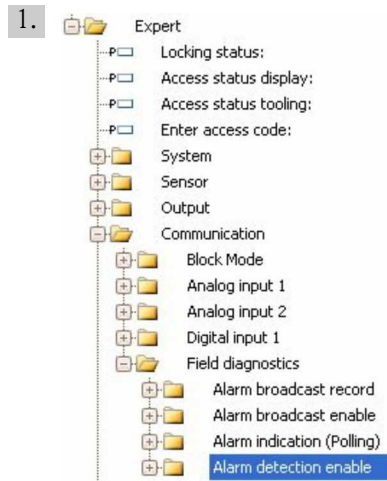 1.
Expert
Locking status:
Access status display:
Access status tooling:
Enter access code:
System
Sensor
Output
Communication
Block Mode
Analog input 1
Analog input 2
Digital input 1
Field diagnostics
Alarm broadcast record
Alarm broadcast enable
Alarm indication (Polling)
Alarm detection enable